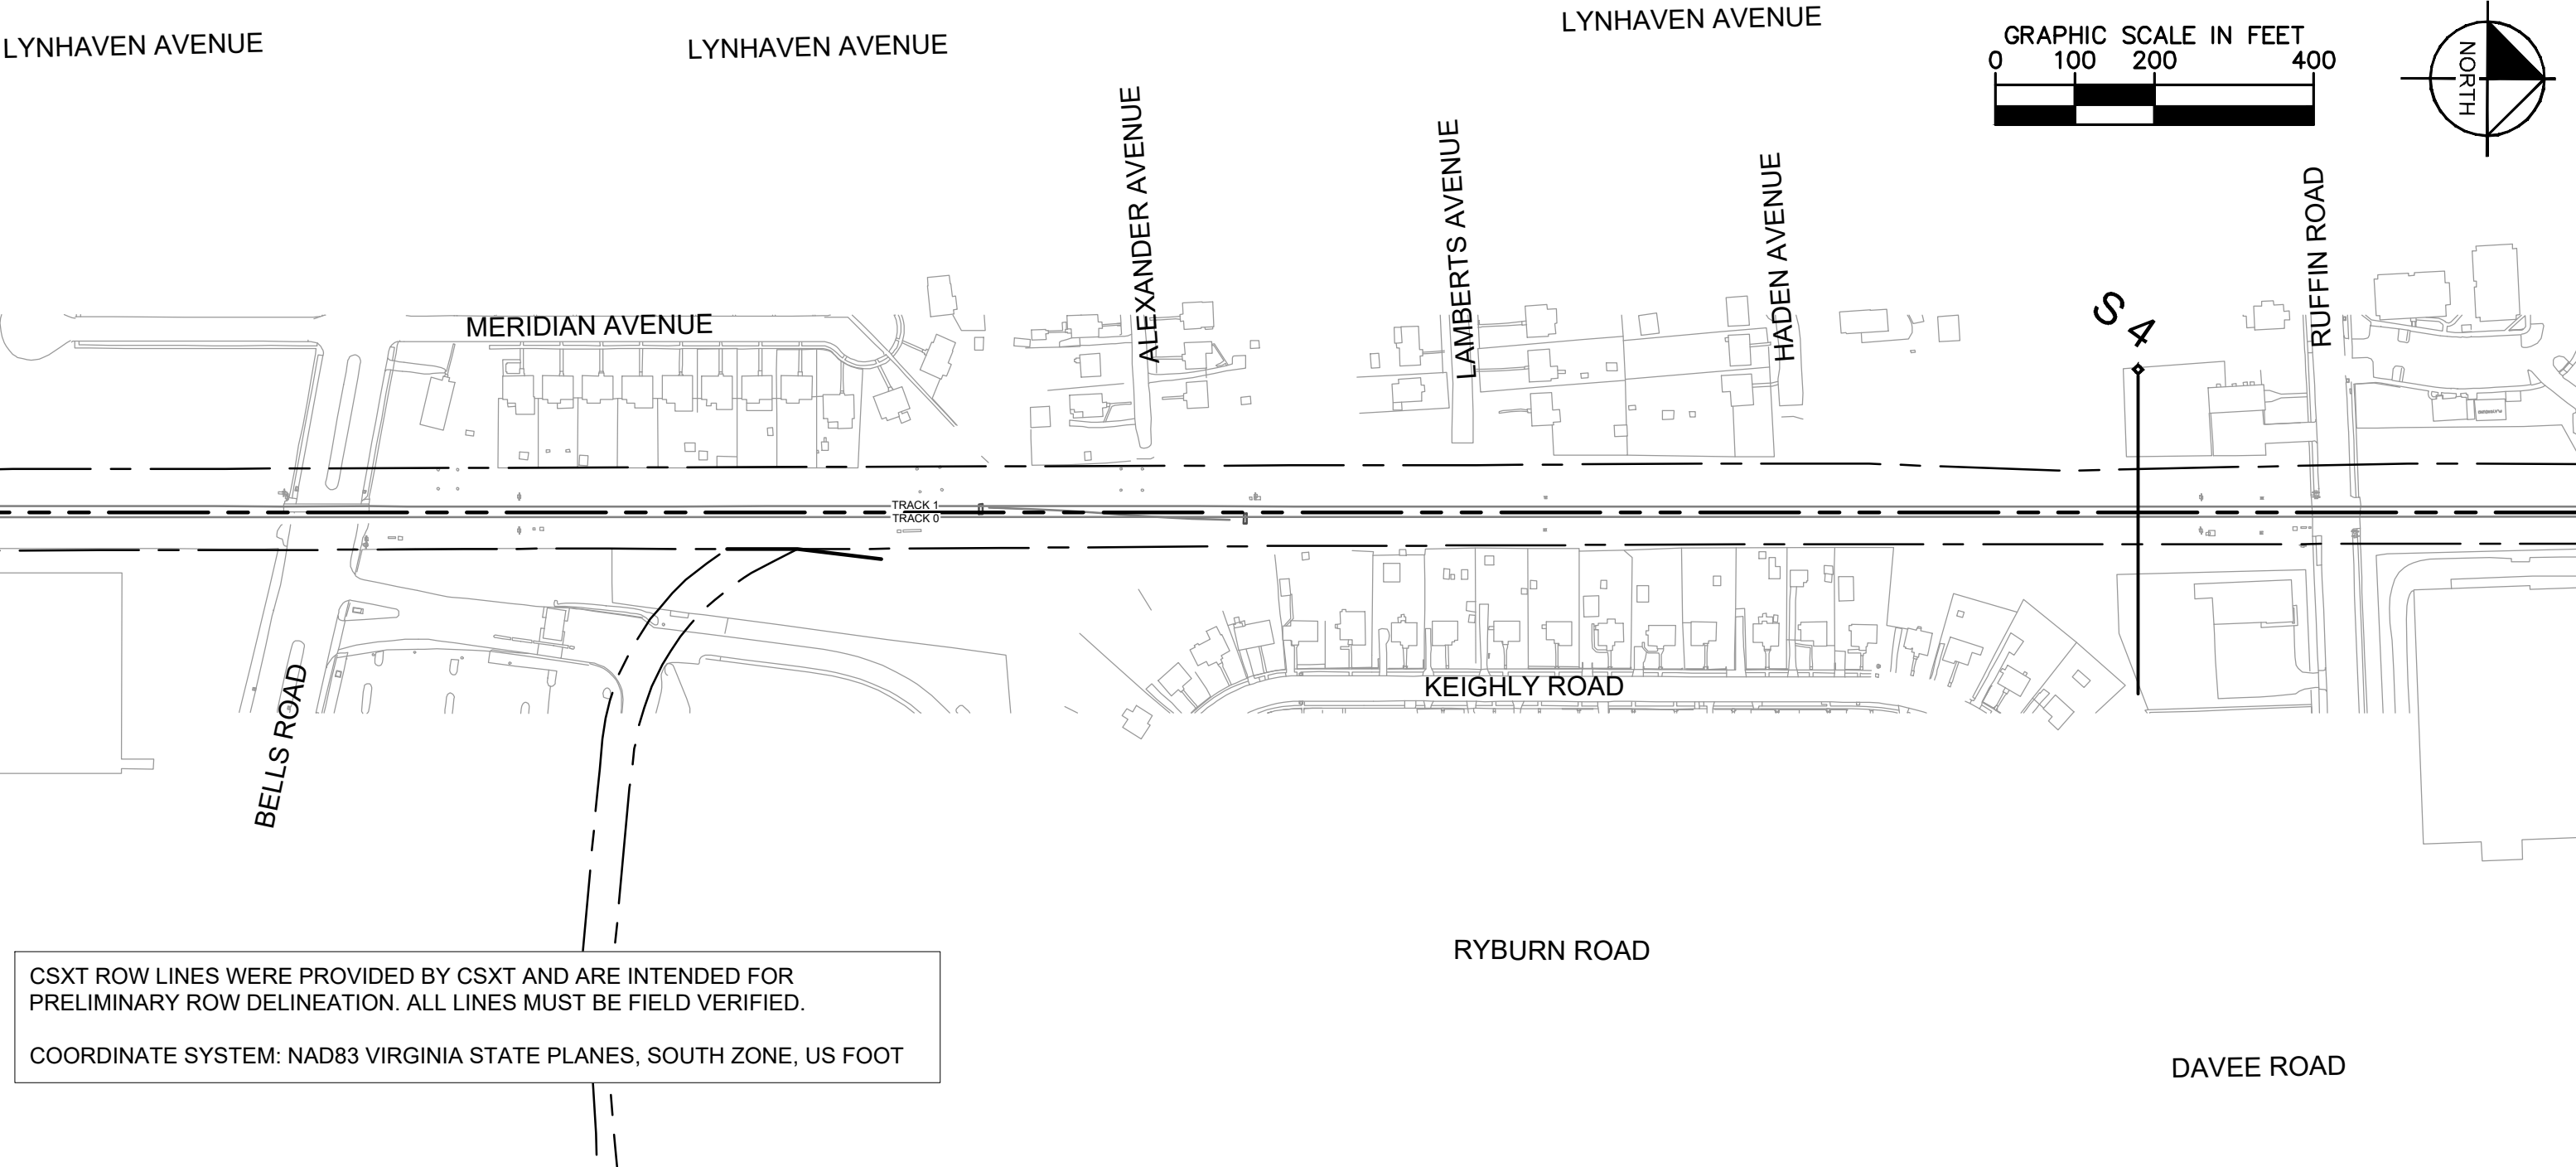 LYNHAVEN AVENUE
LYNHAVEN AVENUE
LYNHAVEN AVENUE
GRAPHIC SCALE IN FEET
0 100 200 400
NORTH
ALEXANDER AVENUE
LAMBERTS AVENUE
HADEN AVENUE
RUFFIN ROAD
S 4
MERIDIAN AVENUE
TRACK 1
TRACK 0
KEIGHLY ROAD
BELLS ROAD
RYBURN ROAD
CSXT ROW LINES WERE PROVIDED BY CSXT AND ARE INTENDED FOR
PRELIMINARY ROW DELINEATION. ALL LINES MUST BE FIELD VERIFIED.
COORDINATE SYSTEM: NAD83 VIRGINIA STATE PLANES, SOUTH ZONE, US FOOT
DAVEE ROAD